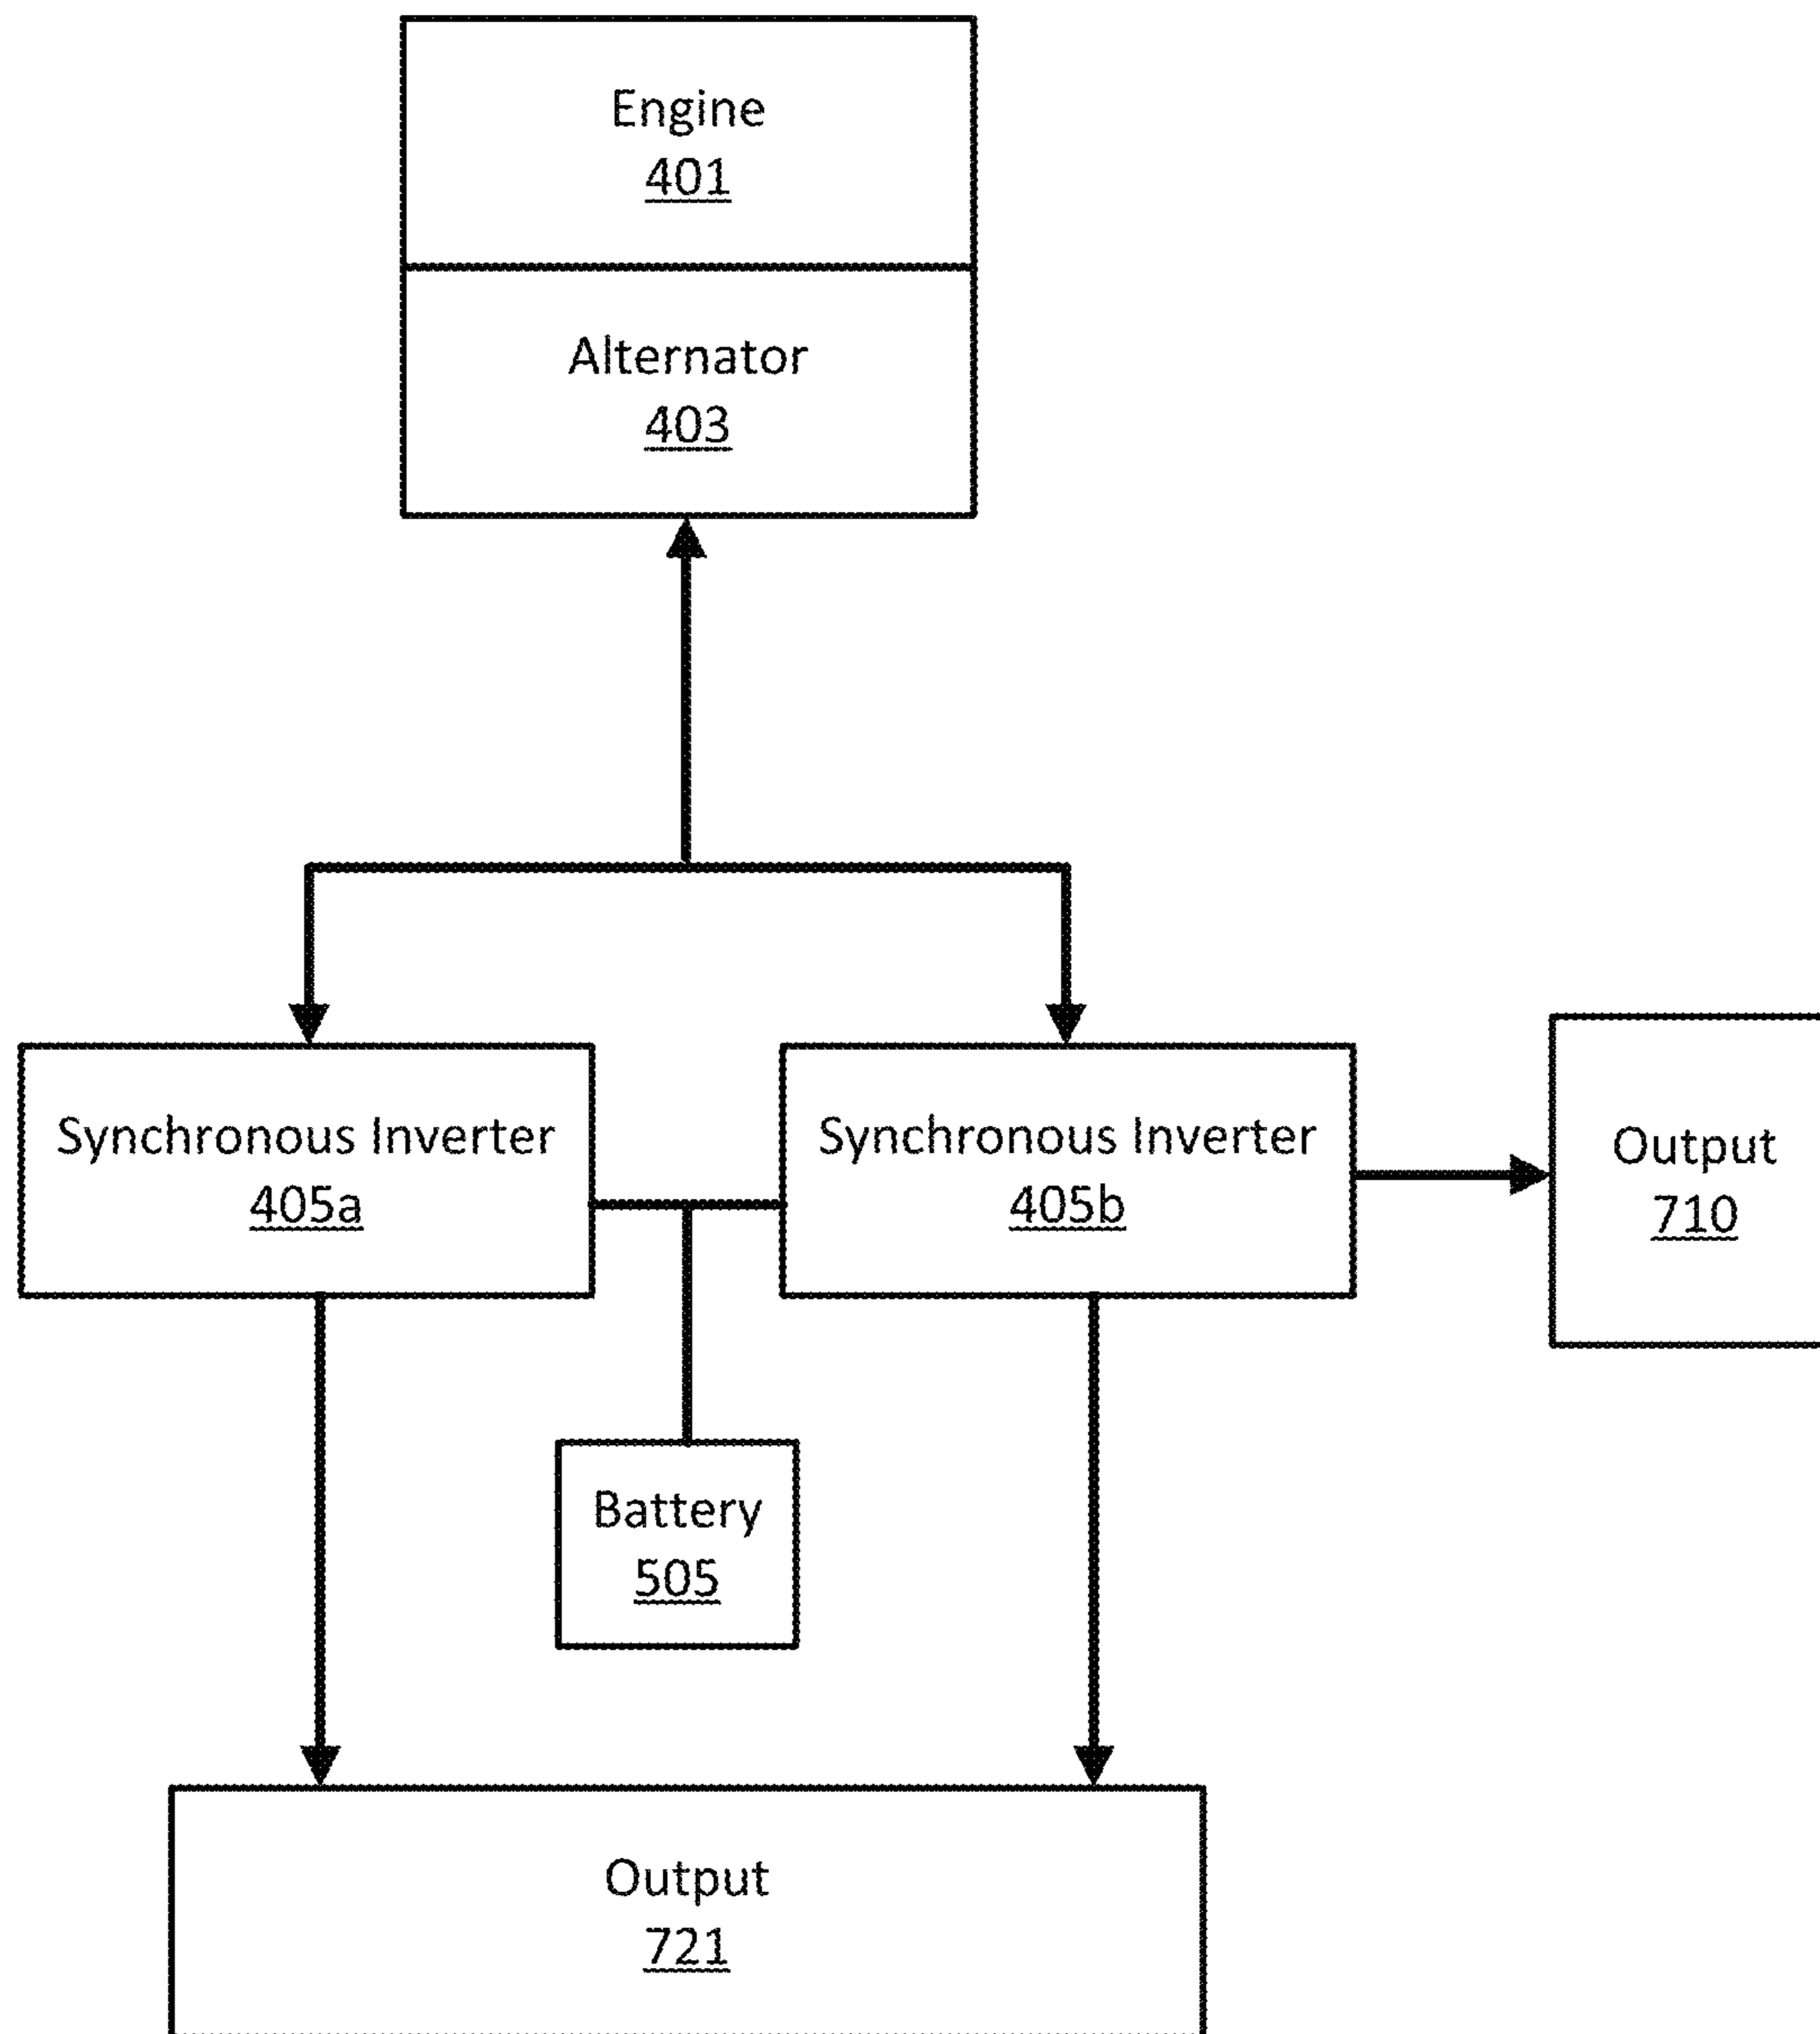 Engine
401
Alternator
403
Synchronous Inverter
405a
Synchronous Inverter
405b
Output
710
Battery
505
Output
721